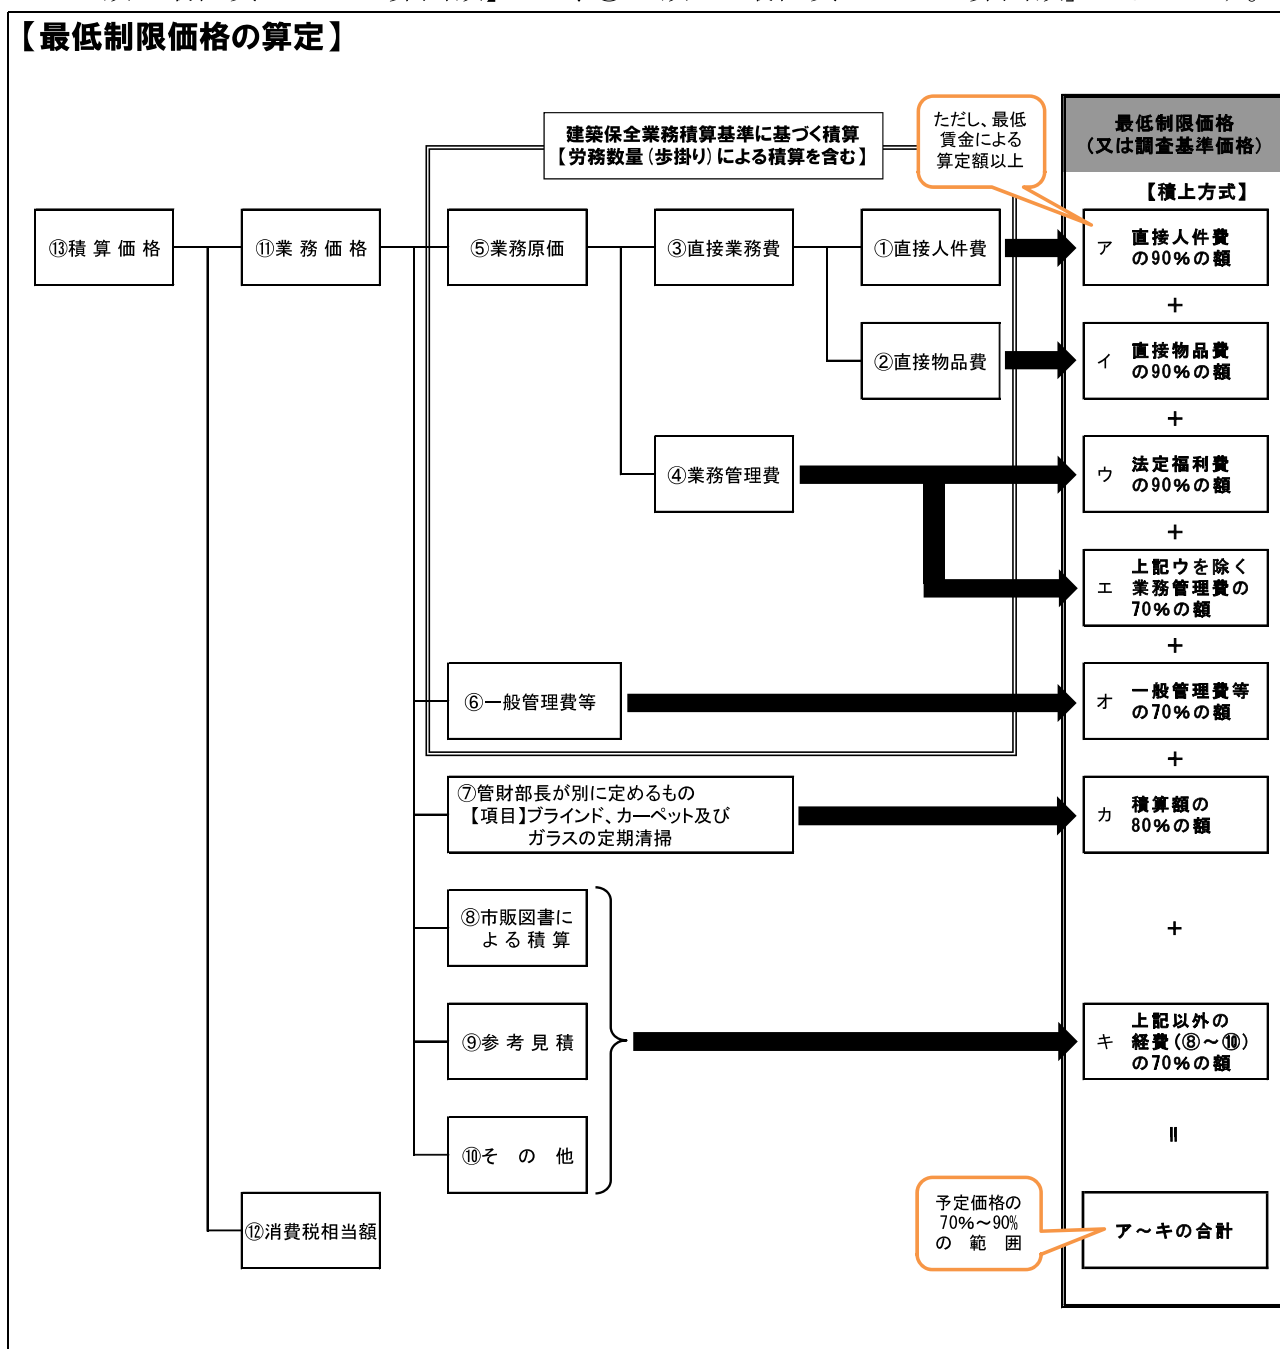 【最低制限価格の算定】
建築保全業務積算基準に基づく積算
【労務数量(歩掛り)による積算を含む】
ただし、最低
賃金による
算定額以上
最低制限価格
(又は調査基準価格)
【積上方式】
⑬積算価格
⑪業務価格
⑤業務原価
③直接業務費
①直接人件費
ア 直接人件費
の90%の額
+
②直接物品費
イ 直接物品費
の90%の額
+
④業務管理費
ウ 法定福利費
の90%の額
+
エ 上記ウを除く
業務管理費の
70%の額
+
⑥一般管理費等
オ 一般管理費等
の70%の額
+
⑦管財部長が別に定めるもの
【項目】ブラインド、カーペット及び
ガラスの定期清掃
カ 積算額の
80%の額
+
⑧市販図書に
よる積算
⑨参考見積
キ 上記以外の
経費(⑧~⑩)
の70%の額
⑩その他
=
⑫消費税相当額
予定価格の
70%~90%
の範囲
ア~キの合計